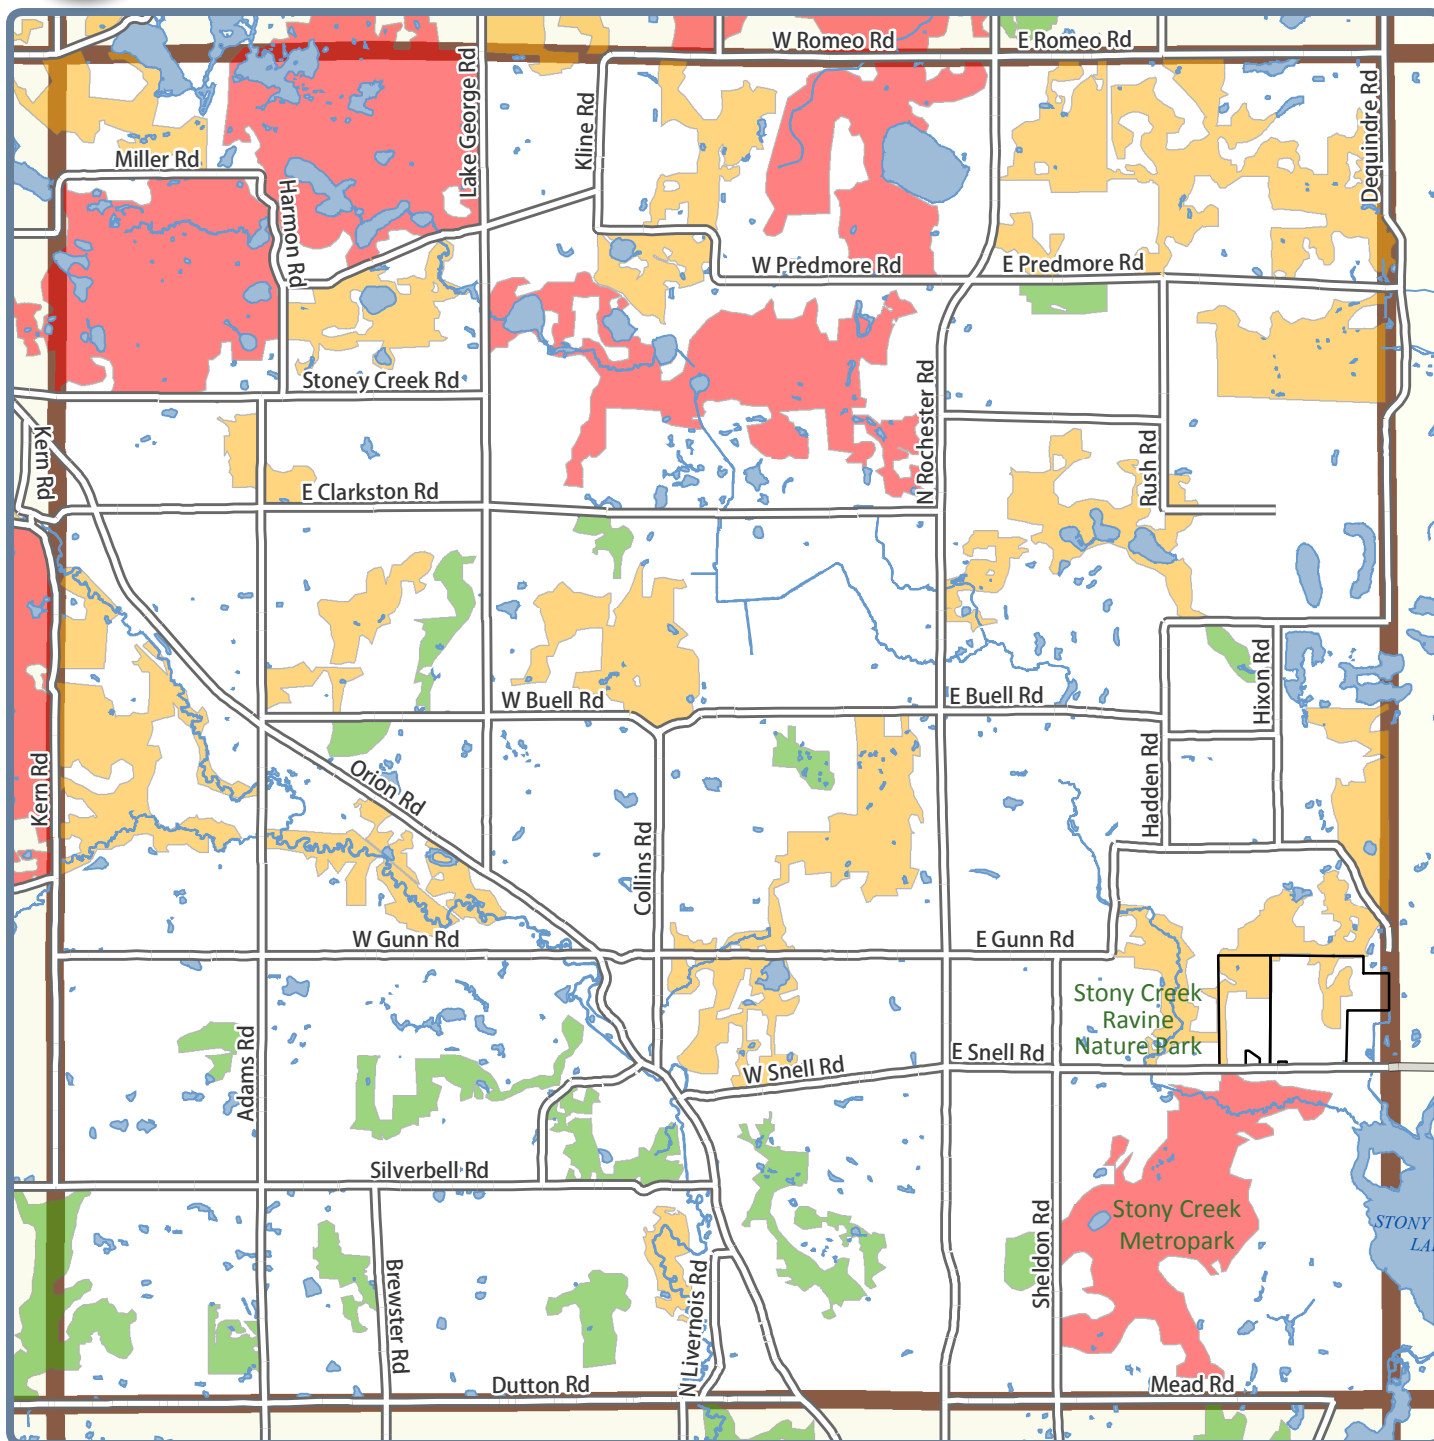 W Romeo Rd
E Romeo Rd
Lake George Rd
Kline Rd
Dequindre Rd
Miller Rd
Harmon Rd
W Predmore Rd
E Predmore Rd
Stoney Creek Rd
N Rochester Rd
Kern Rd
Rush Rd
E Clarkston Rd
W Buell Rd
E Buell Rd
Hixon Rd
Orion Rd
Kern Rd
Hadden Rd
Collins Rd
W Gunn Rd
E Gunn Rd
Stony Creek
Ravine
Nature Park
Adams Rd
E Snell Rd
W Snell Rd
Silverbell Rd
Stony Creek
Metropark
STONY
LA
Sheldon Rd
Brewster Rd
N Livernois Rd
Dutton Rd
Mead Rd